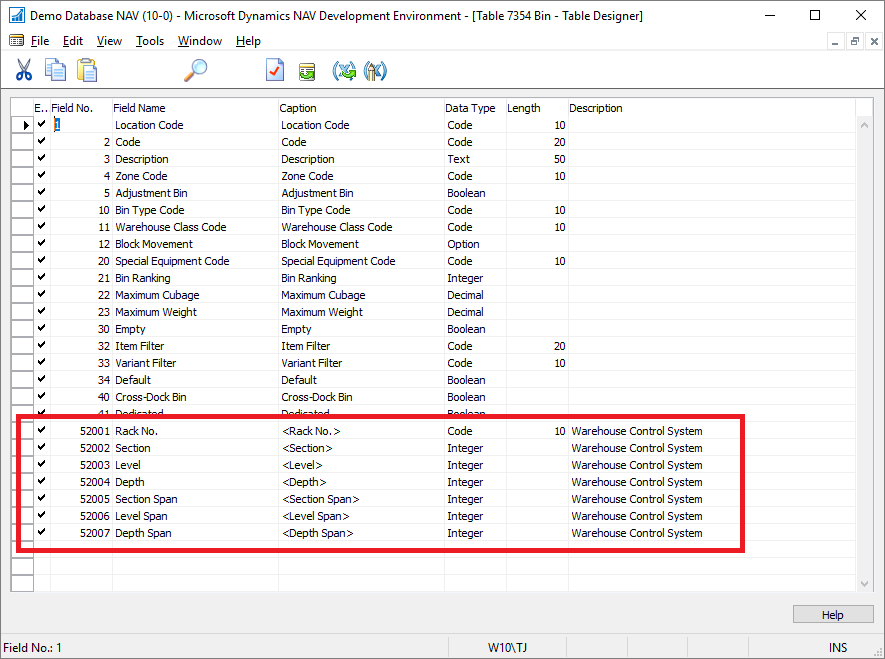 Demo Database NAV (10-0) - Microsoft Dynamics NAV Development Environment - [Table 7354 Bin - Table Designer]
File Edit View Tools Window Help
E.. Field No. Field Name Caption Data Type Length Description
1 Location Code Location Code Code 10
2 Code Code Code 20
3 Description Description Text 50
4 Zone Code Zone Code Code 10
5 Adjustment Bin Adjustment Bin Boolean
10 Bin Type Code Bin Type Code Code 10
11 Warehouse Class Code Warehouse Class Code Code 10
12 Block Movement Block Movement Option
20 Special Equipment Code Special Equipment Code Code 10
21 Bin Ranking Bin Ranking Integer
22 Maximum Cubage Maximum Cubage Decimal
23 Maximum Weight Maximum Weight Decimal
30 Empty Empty Boolean
32 Item Filter Item Filter Code 20
33 Variant Filter Variant Filter Code 10
34 Default Default Boolean
40 Cross-Dock Bin Cross-Dock Bin Boolean
41 Dedicated Dedicated Boolean
52001 Rack No. <Rack No.> Code 10 Warehouse Control System
52002 Section <Section> Integer Warehouse Control System
52003 Level <Level> Integer Warehouse Control System
52004 Depth <Depth> Integer Warehouse Control System
52005 Section Span <Section Span> Integer Warehouse Control System
52006 Level Span <Level Span> Integer Warehouse Control System
52007 Depth Span <Depth Span> Integer Warehouse Control System
Help
Field No.: 1 W10\TJ INS